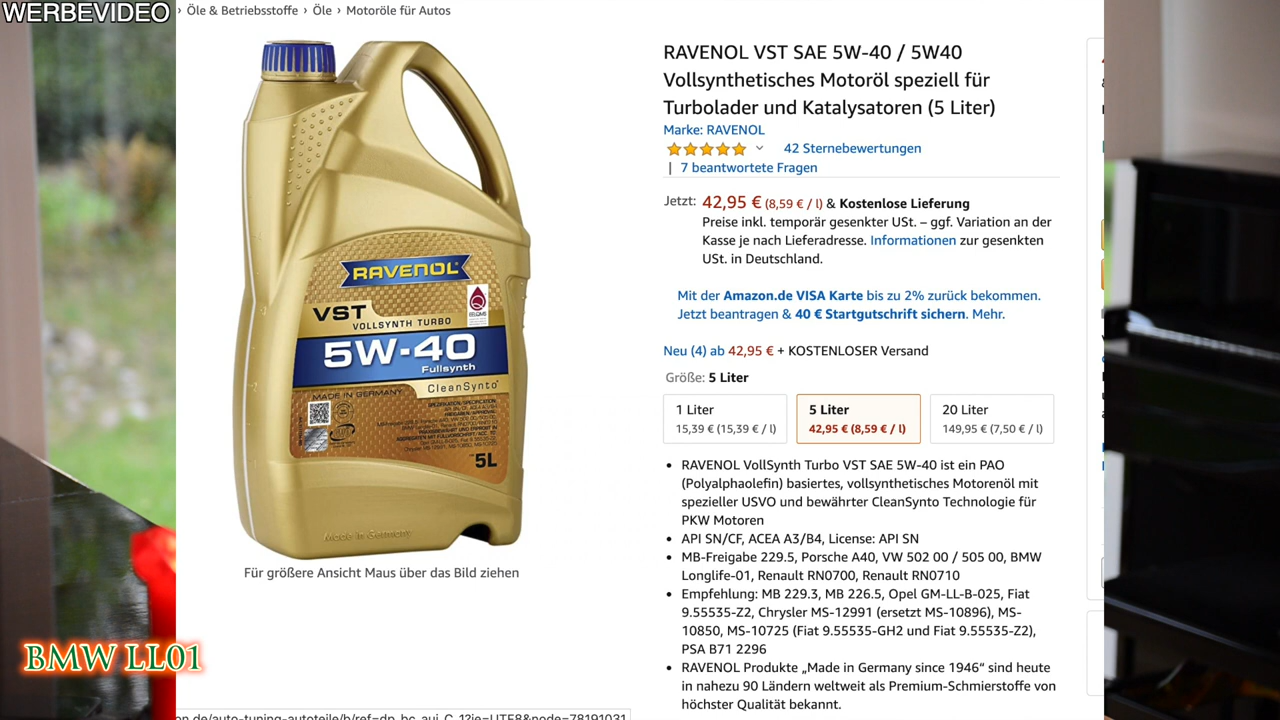 WERBEVIDEO
› Öle & Betriebsstoffe › Öle › Motoröle für Autos
RAVENOL
VST
VOLLSYNTH TURBO
5W-40
Fullsynth
CleanSynto
MADE IN GERMANY
5L
Made in Germany
Für größere Ansicht Maus über das Bild ziehen
RAVENOL VST SAE 5W-40 / 5W40
Vollsynthetisches Motoröl speziell für
Turbolader und Katalysatoren (5 Liter)
Marke: RAVENOL
42 Sternebewertungen
| 7 beantwortete Fragen
Jetzt: 42,95 € (8,59 € / l) & Kostenlose Lieferung
Preise inkl. temporär gesenkter USt. – ggf. Variation an der
Kasse je nach Lieferadresse. Informationen zur gesenkten
USt. in Deutschland.
Mit der Amazon.de VISA Karte bis zu 2% zurück bekommen.
Jetzt beantragen & 40 € Startgutschrift sichern. Mehr.
Neu (4) ab 42,95 € + KOSTENLOSER Versand
Größe: 5 Liter
1 Liter
15,39 € (15,39 € / l)
5 Liter
42,95 € (8,59 € / l)
20 Liter
149,95 € (7,50 € / l)
• RAVENOL VollSynth Turbo VST SAE 5W-40 ist ein PAO
(Polyalphaolefin) basiertes, vollsynthetisches Motorenöl mit
spezieller USVO und bewährter CleanSynto Technologie für
PKW Motoren
• API SN/CF, ACEA A3/B4, License: API SN
• MB-Freigabe 229.5, Porsche A40, VW 502 00 / 505 00, BMW
Longlife-01, Renault RN0700, Renault RN0710
• Empfehlung: MB 229.3, MB 226.5, Opel GM-LL-B-025, Fiat
9.55535-Z2, Chrysler MS-12991 (ersetzt MS-10896), MS-
10850, MS-10725 (Fiat 9.55535-GH2 und Fiat 9.55535-Z2),
PSA B71 2296
• RAVENOL Produkte „Made in Germany since 1946“ sind heute
in nahezu 90 Ländern weltweit als Premium-Schmierstoffe von
höchster Qualität bekannt.
BMW LL01